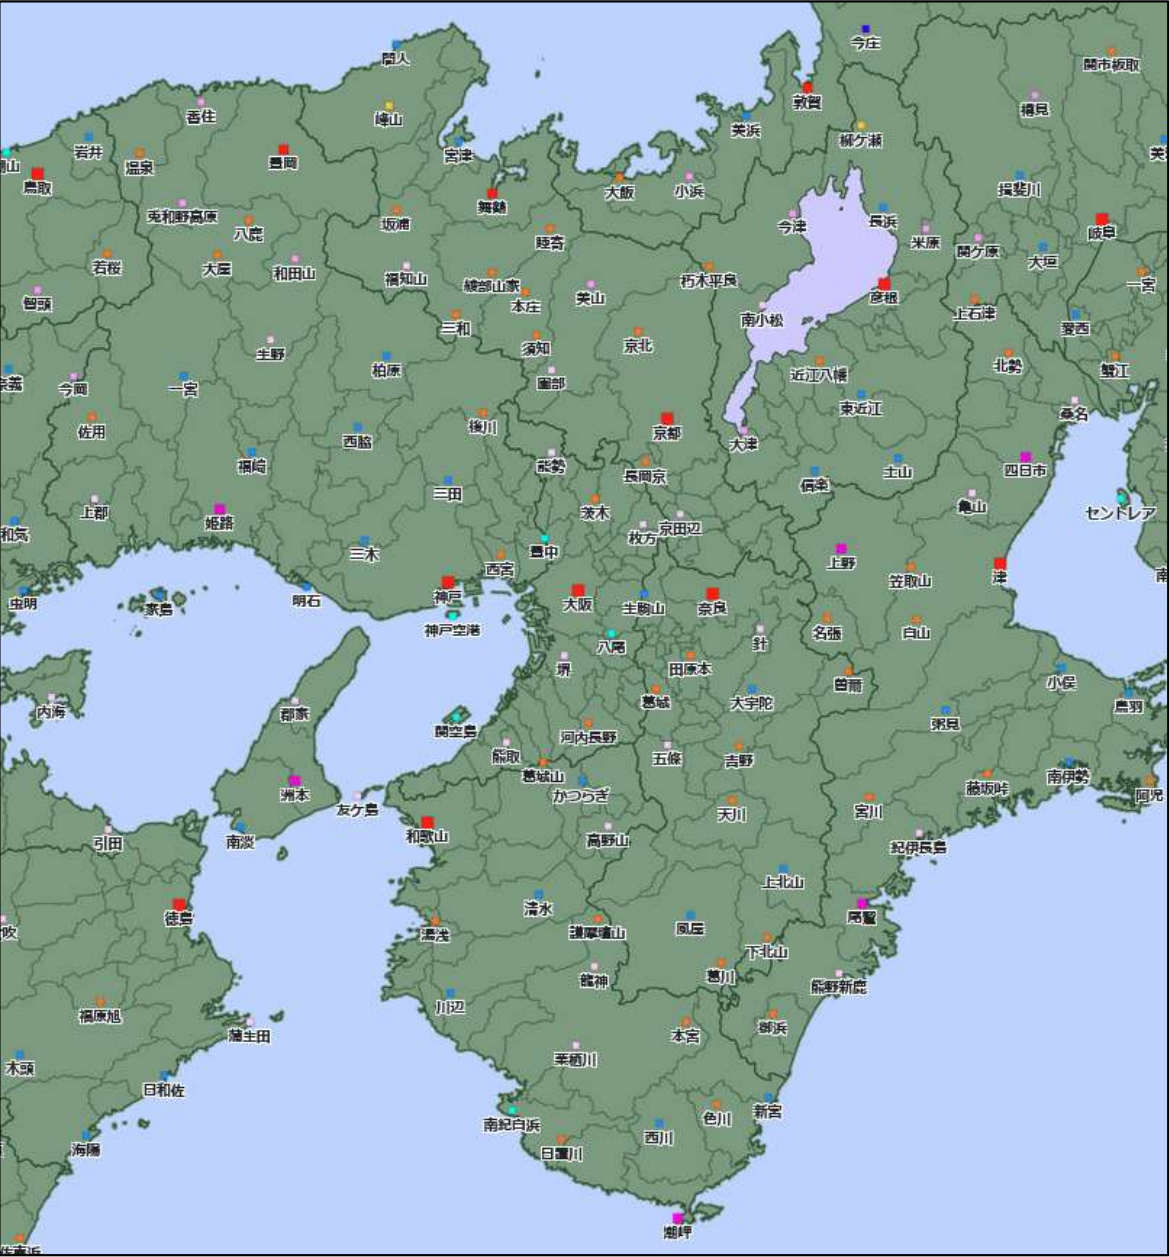 今庄
間人
関市板取
香住
峰山
敦賀
樽見
岩井
温泉
豊岡
宮津
美浜
柳ケ瀬
鳥取
兎和野高原
舞鶴
大飯
小浜
揖斐川
八鹿
坂浦
睦寄
今津
長浜
米原
関ケ原
岐阜
若桜
大屋
和田山
福知山
綾部山家
本庄
美山
朽木平良
彦根
大垣
一宮
智頭
三和
須知
京北
南小松
上石津
愛西
生野
柏原
園部
近江八幡
北勢
蟹江
今岡
一宮
東近江
桑名
佐用
西脇
後川
京都
大津
福崎
能勢
長岡京
信楽
土山
四日市
上郡
姫路
三田
茨木
枚方
京田辺
亀山
セントレア
和気
三木
豊中
西宮
上野
笠取山
津
虫明
家島
明石
神戸
神戸空港
大阪
生駒山
奈良
八尾
針
名張
白山
堺
田原本
葛城
大宇陀
曽爾
小俣
鳥羽
内海
郡家
関空島
熊取
河内長野
五條
吉野
粥見
洲本
友ケ島
葛城山
かつらぎ
天川
宮川
藤坂峠
南伊勢
阿児
引田
南淡
和歌山
高野山
紀伊長島
徳島
清水
上北山
湯浅
護摩壇山
風屋
下北山
尾鷲
川辺
龍神
葛川
熊野新鹿
福原旭
蒲生田
本宮
御浜
木頭
日和佐
栗栖川
海陽
南紀白浜
日置川
西川
色川
新宮
潮岬